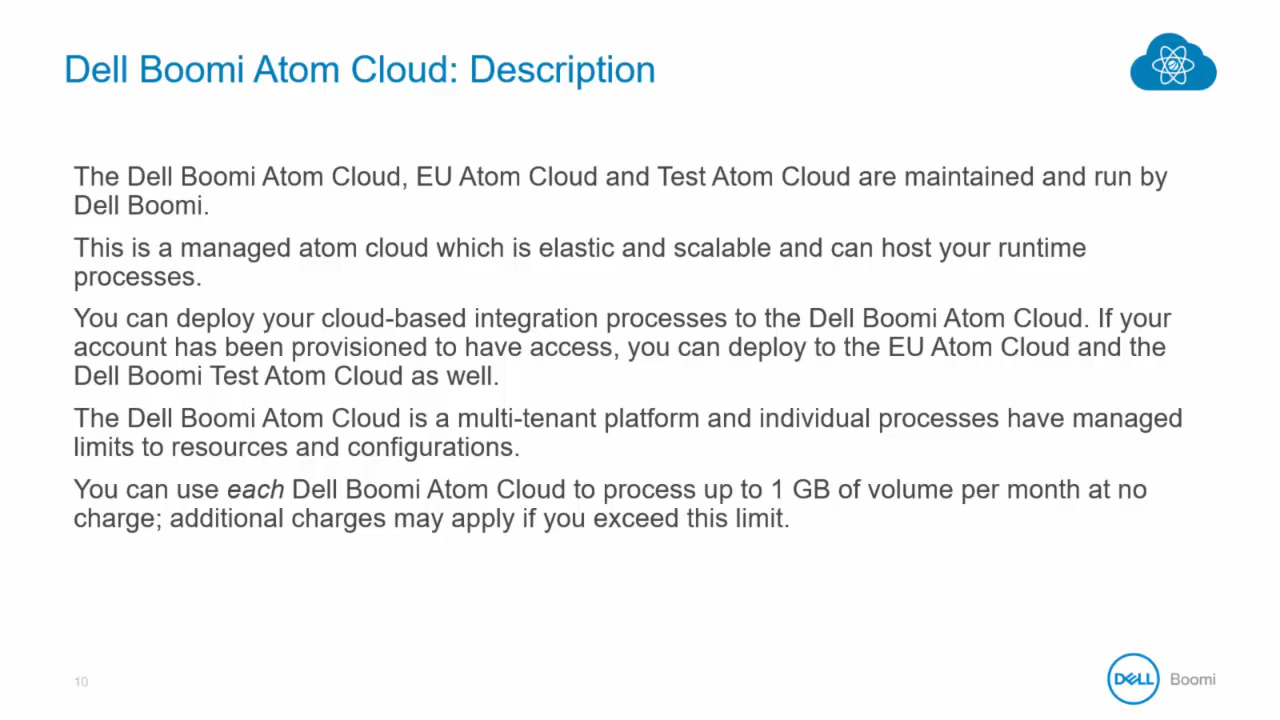 Dell Boomi Atom Cloud: Description
The Dell Boomi Atom Cloud, EU Atom Cloud and Test Atom Cloud are maintained and run by
Dell Boomi.
This is a managed atom cloud which is elastic and scalable and can host your runtime
processes.
You can deploy your cloud-based integration processes to the Dell Boomi Atom Cloud. If your
account has been provisioned to have access, you can deploy to the EU Atom Cloud and the
Dell Boomi Test Atom Cloud as well.
The Dell Boomi Atom Cloud is a multi-tenant platform and individual processes have managed
limits to resources and configurations.
You can use each Dell Boomi Atom Cloud to process up to 1 GB of volume per month at no
charge; additional charges may apply if you exceed this limit.
10
DELL Boomi